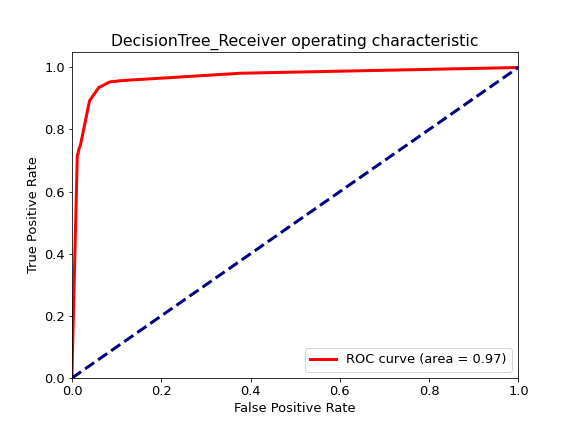 DecisionTree_Receiver operating characteristic
1.0
0.8
0.6
0.4
0.2
0.0
True Positive Rate
ROC curve (area = 0.97)
0.0 0.2 0.4 0.6 0.8 1.0
False Positive Rate